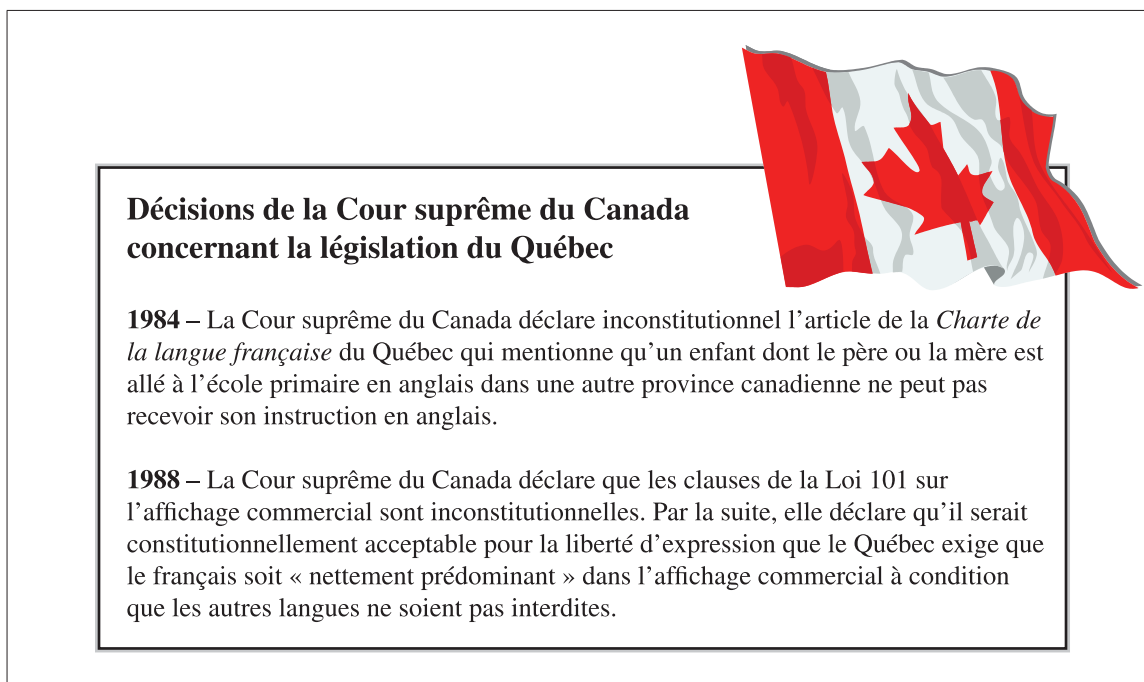 Décisions de la Cour suprême du Canada
concernant la législation du Québec
1984 – La Cour suprême du Canada déclare inconstitutionnel l’article de la Charte de
la langue française du Québec qui mentionne qu’un enfant dont le père ou la mère est
allé à l’école primaire en anglais dans une autre province canadienne ne peut pas
recevoir son instruction en anglais.
1988 – La Cour suprême du Canada déclare que les clauses de la Loi 101 sur
l’affichage commercial sont inconstitutionnelles. Par la suite, elle déclare qu’il serait
constitutionnellement acceptable pour la liberté d’expression que le Québec exige que
le français soit « nettement prédominant » dans l’affichage commercial à condition
que les autres langues ne soient pas interdites.